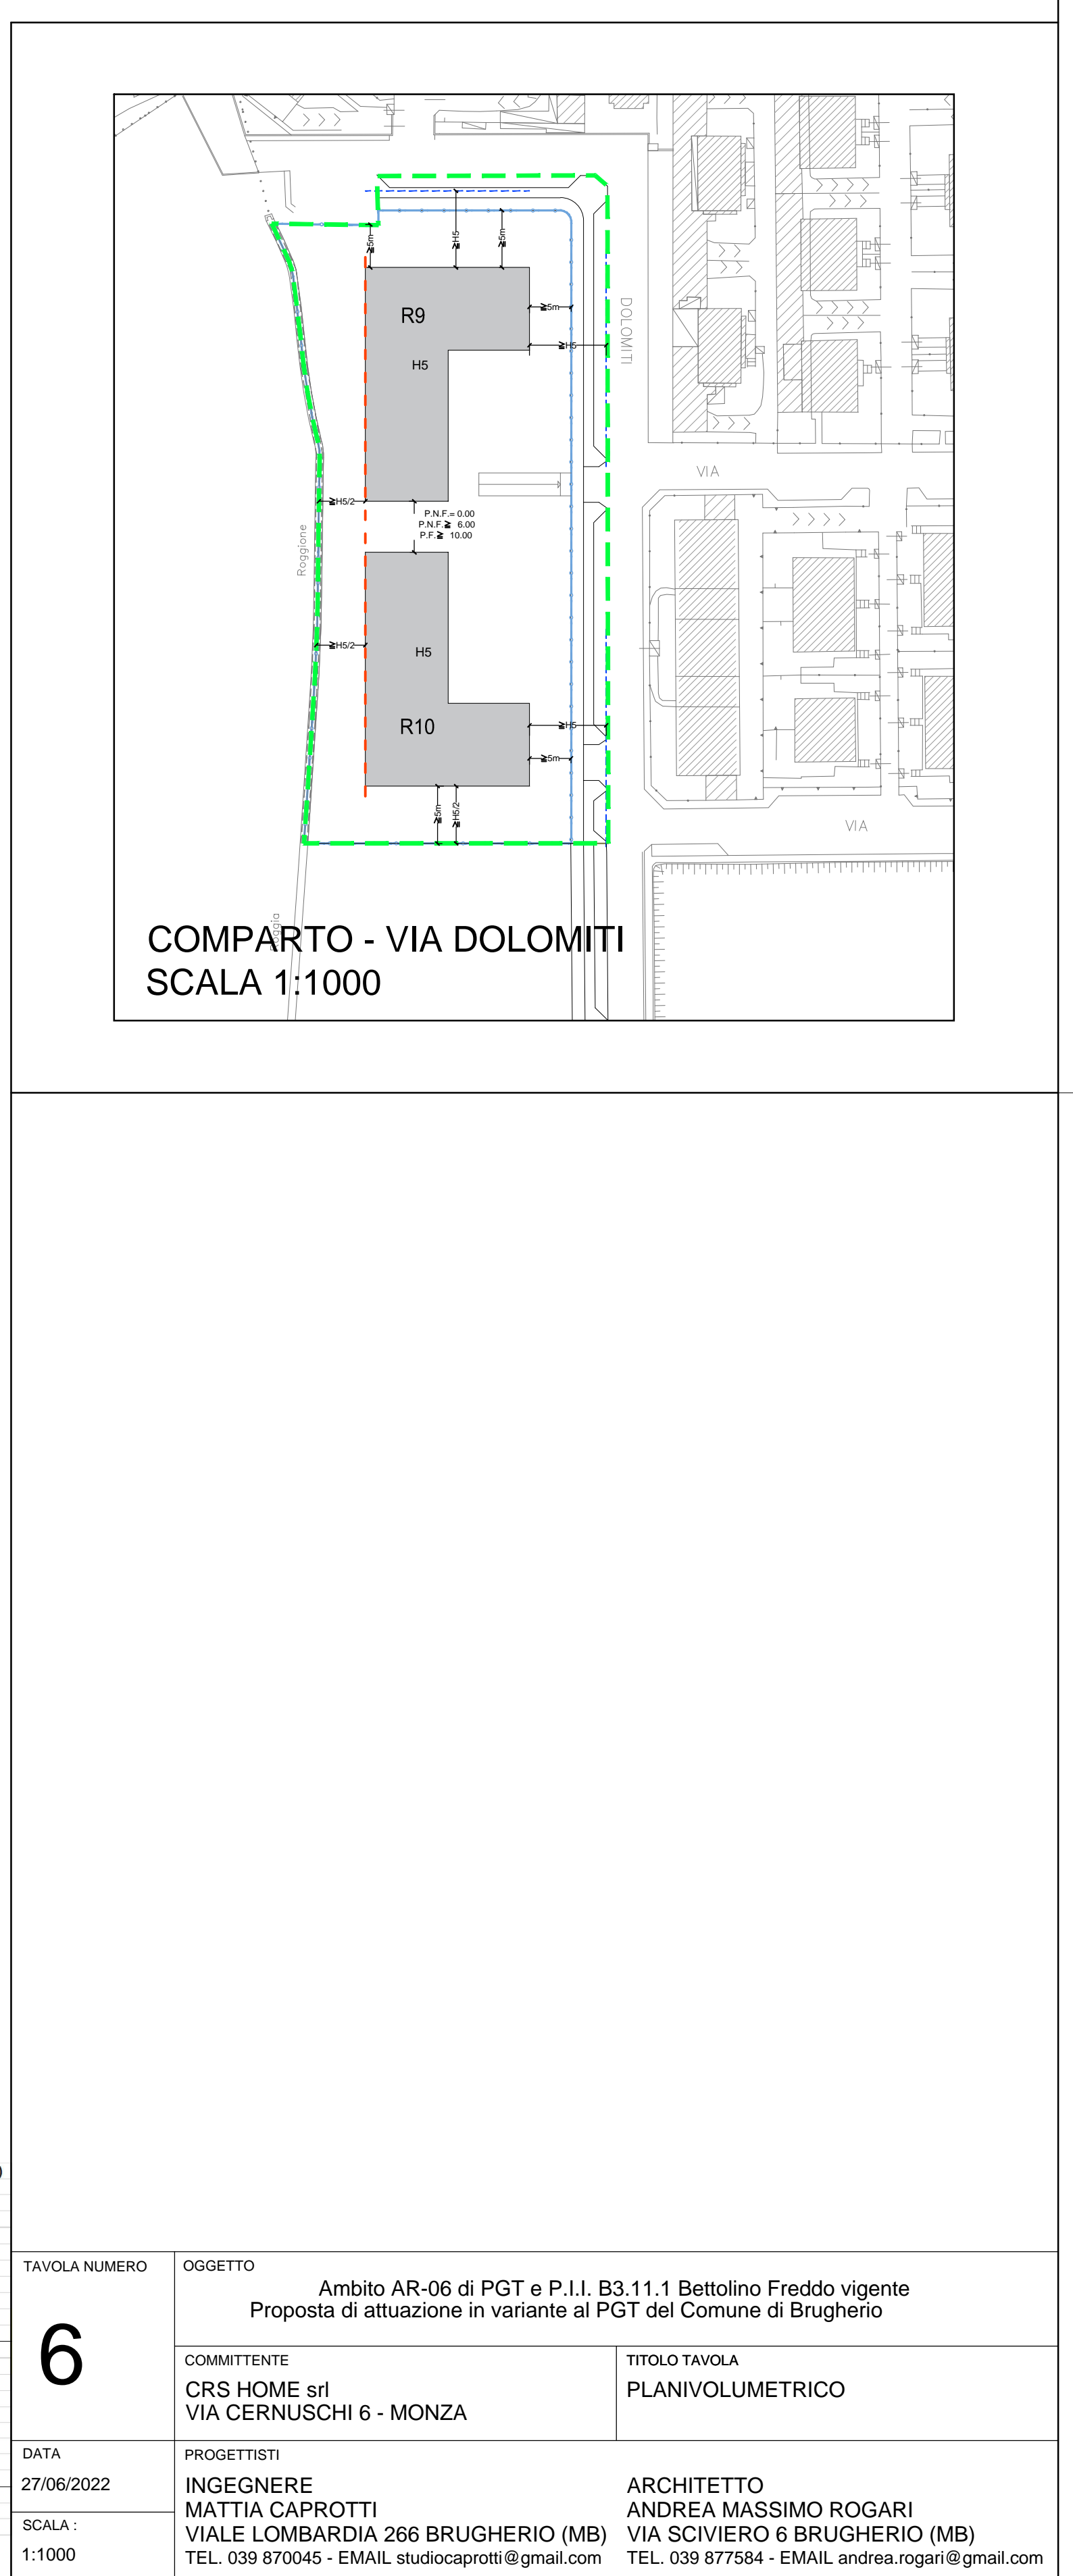 ≧5m
≧H5
≧5m
R9
≧5m
DOLOMITI
≧H5
H5
VIA
≧H5/2
P.N.F.= 0.00
P.N.F.≧ 6.00
P.F.≧ 10.00
Roggione
≧H5/2
H5
R10
≧H5
≧5m
≧5m
≧H5/2
VIA
Roggia
COMPARTO - VIA DOLOMITI
SCALA 1:1000
TAVOLA NUMERO
6
OGGETTO
Ambito AR-06 di PGT e P.I.I. B3.11.1 Bettolino Freddo vigente
Proposta di attuazione in variante al PGT del Comune di Brugherio
COMMITTENTE
CRS HOME srl
VIA CERNUSCHI 6 - MONZA
TITOLO TAVOLA
PLANIVOLUMETRICO
DATA
27/06/2022
SCALA :
1:1000
PROGETTISTI
INGEGNERE
MATTIA CAPROTTI
VIALE LOMBARDIA 266 BRUGHERIO (MB)
TEL. 039 870045 - EMAIL studiocaprotti@gmail.com
ARCHITETTO
ANDREA MASSIMO ROGARI
VIA SCIVIERO 6 BRUGHERIO (MB)
TEL. 039 877584 - EMAIL andrea.rogari@gmail.com